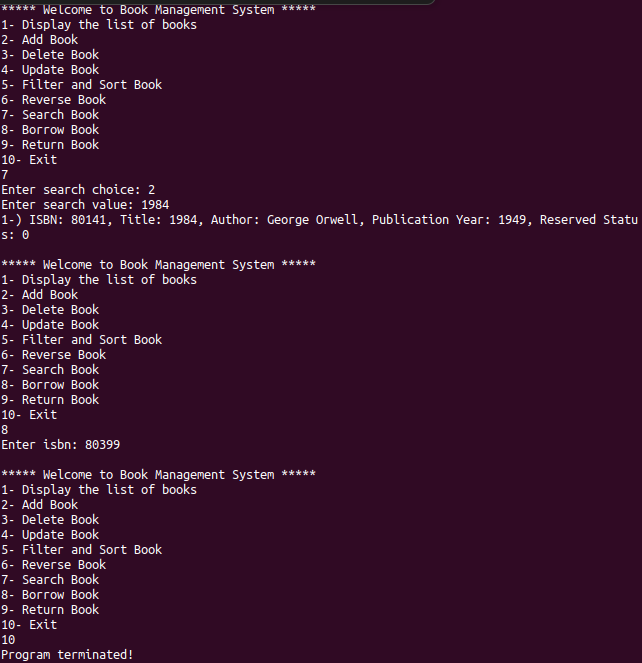 ***** Welcome to Book Management System *****
1- Display the list of books
2- Add Book
3- Delete Book
4- Update Book
5- Filter and Sort Book
6- Reverse Book
7- Search Book
8- Borrow Book
9- Return Book
10- Exit
7
Enter search choice: 2
Enter search value: 1984
1-) ISBN: 80141, Title: 1984, Author: George Orwell, Publication Year: 1949, Reserved Statu
s: 0
***** Welcome to Book Management System *****
1- Display the list of books
2- Add Book
3- Delete Book
4- Update Book
5- Filter and Sort Book
6- Reverse Book
7- Search Book
8- Borrow Book
9- Return Book
10- Exit
8
Enter isbn: 80399
***** Welcome to Book Management System *****
1- Display the list of books
2- Add Book
3- Delete Book
4- Update Book
5- Filter and Sort Book
6- Reverse Book
7- Search Book
8- Borrow Book
9- Return Book
10- Exit
10
Program terminated!